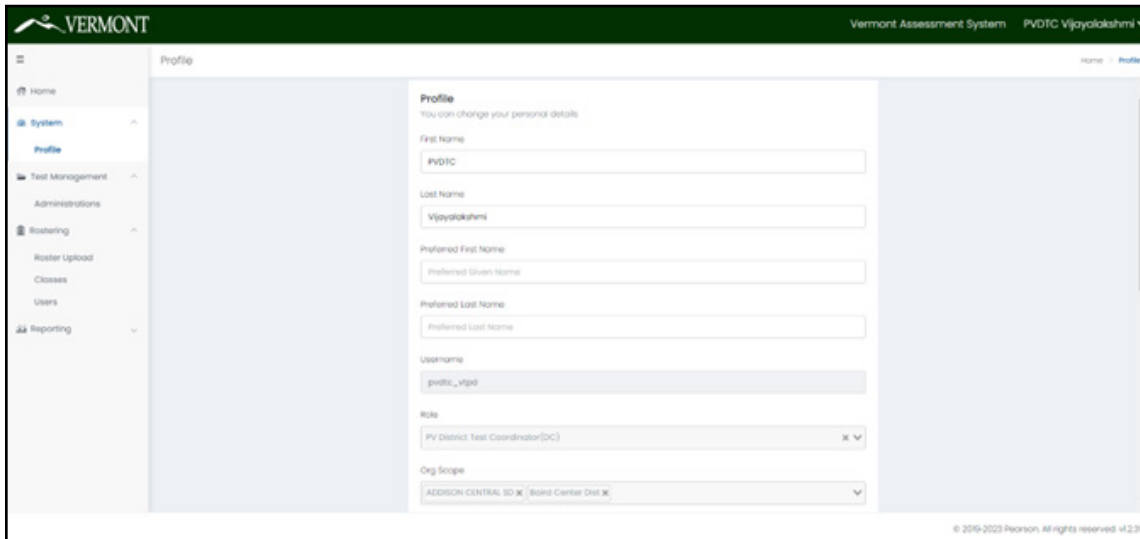 VERMONT
Vermont Assessment System PVDTC Vijayalakshmi
Profile
Home Profile
Home
System
Profile
Test Management
Administrations
Rostering
Roster Upload
Classes
Users
Reporting
Profile
You can change your personal details
First Name
PVDTC
Last Name
Vijayalakshmi
Preferred First Name
Preferred Given Name
Preferred Last Name
Preferred Last Name
Username
pvdtc_vtpd
Role
PV District Test Coordinator(DC)
Org Scope
ADDISON CENTRAL SD Baird Center Dist
© 2019-2023 Pearson. All rights reserved.